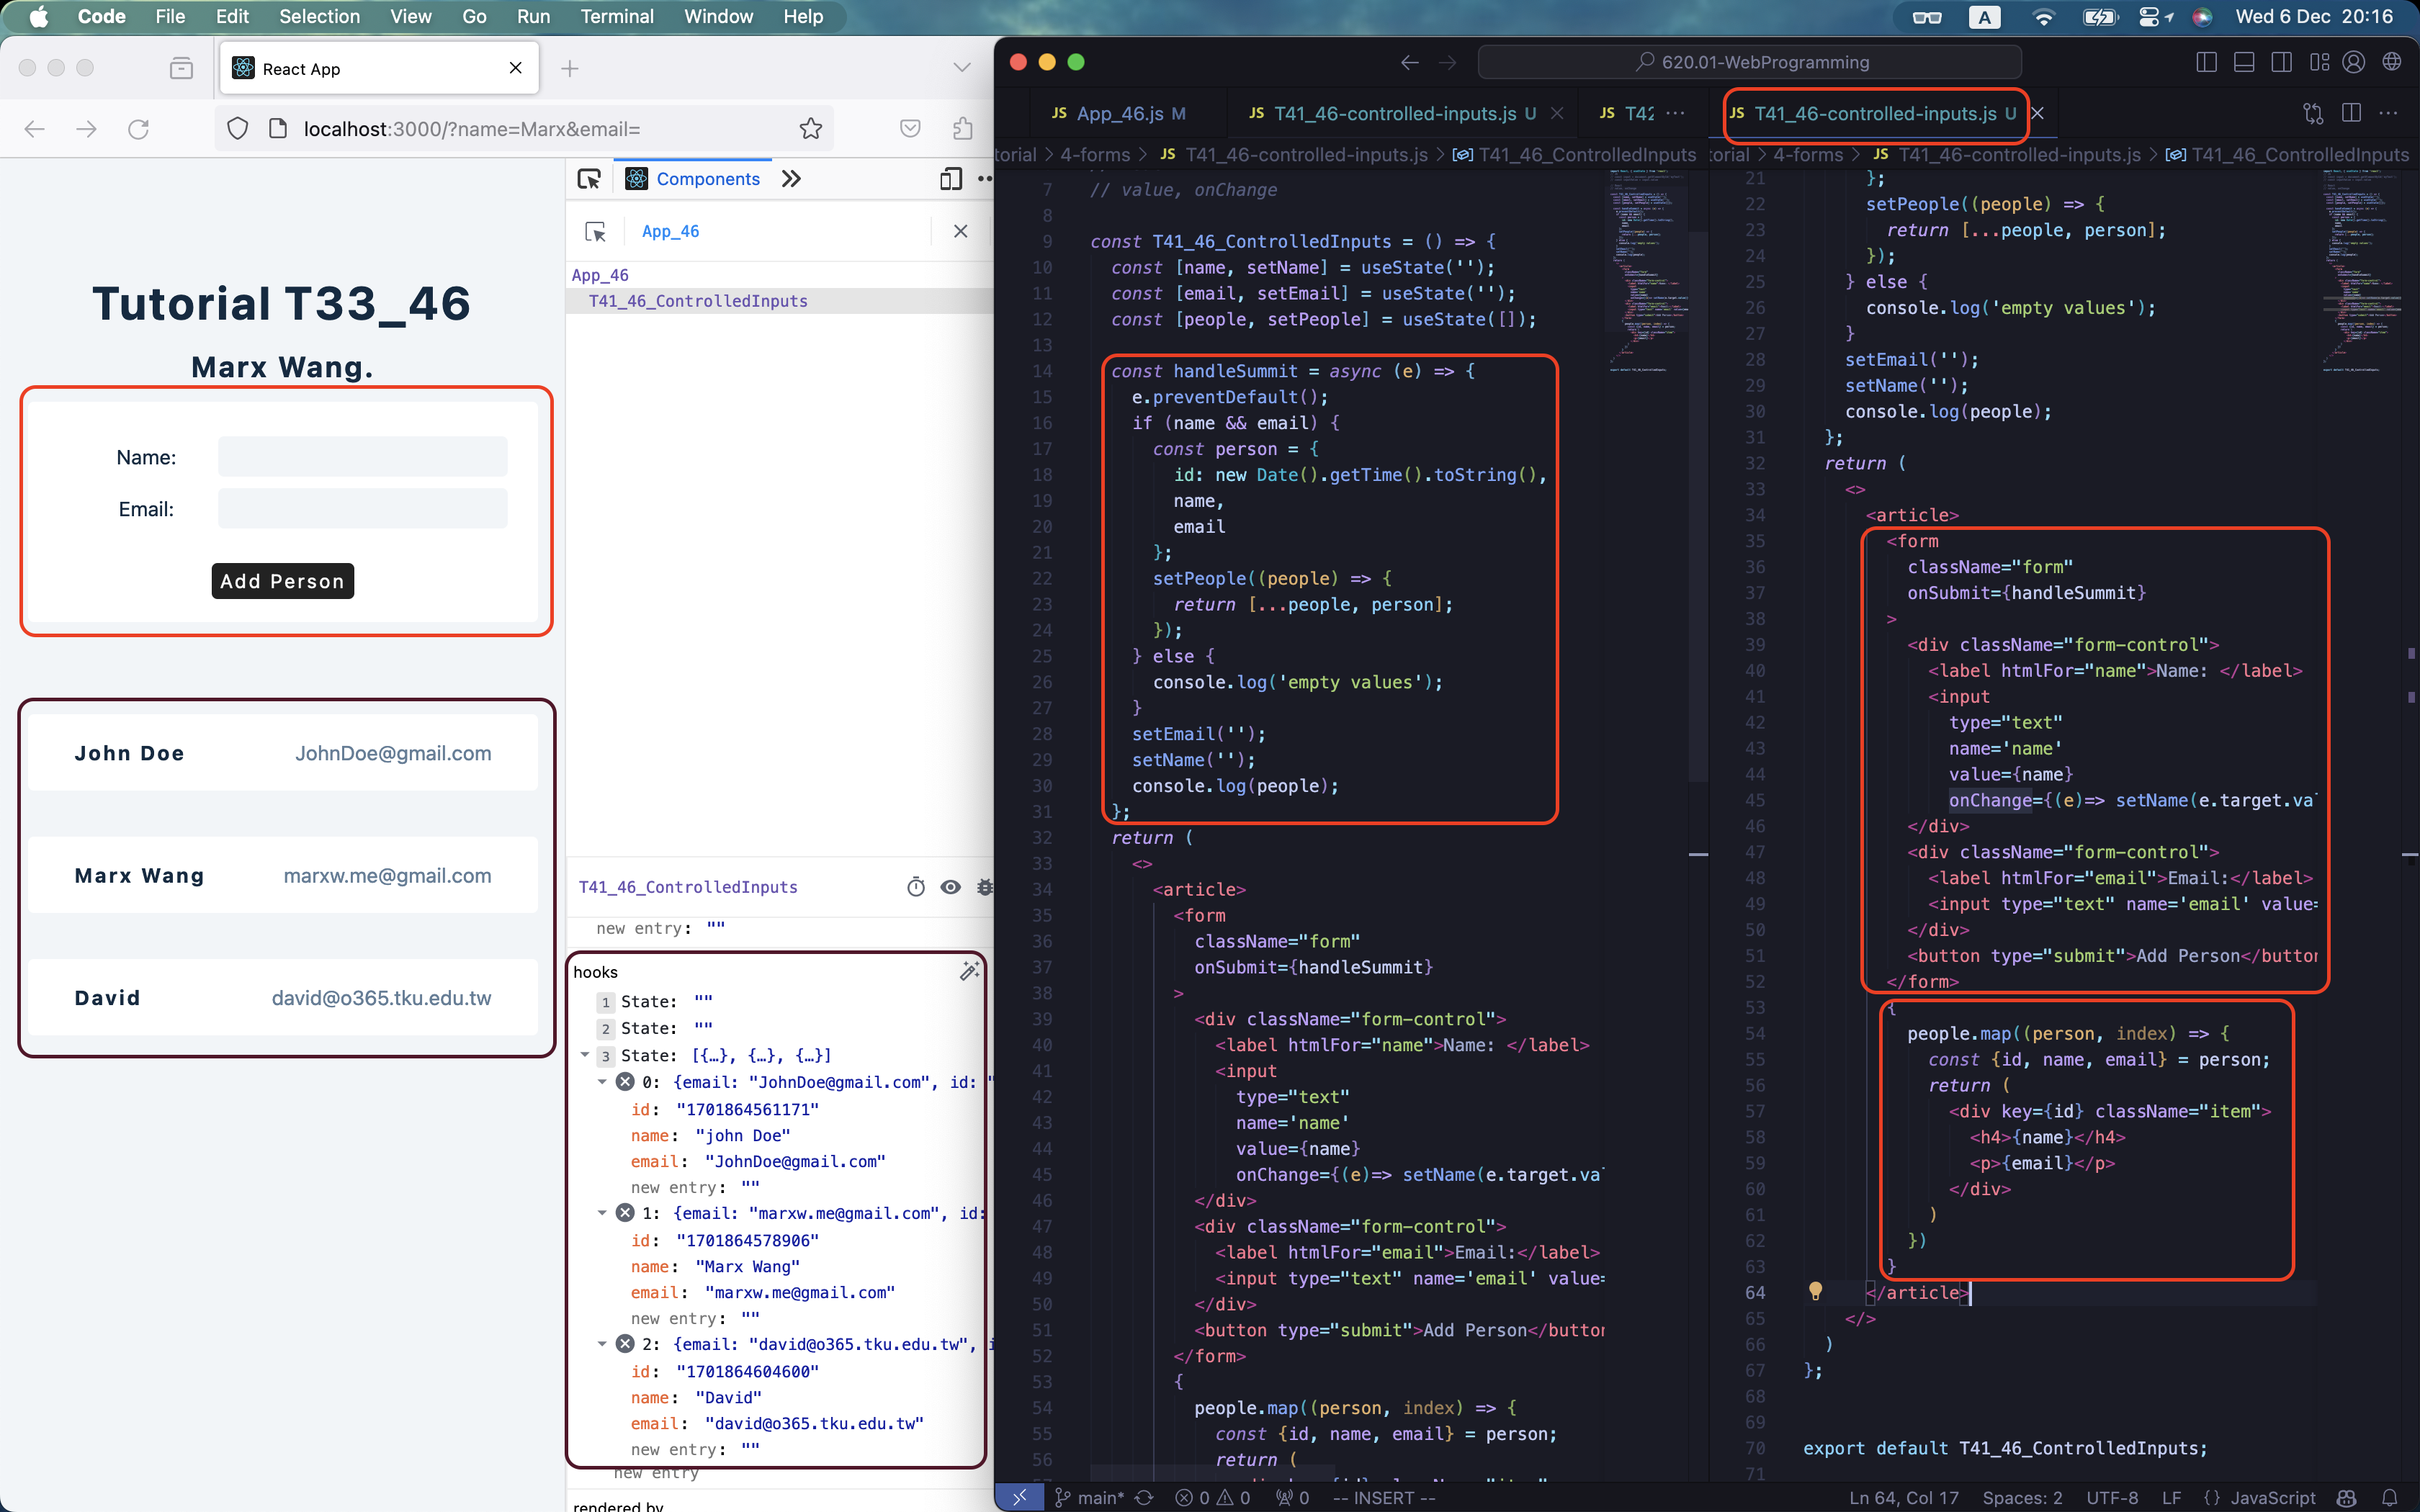 Code File Edit Selection View Go Run Terminal Window Help
A
Wed 6 Dec 20:16
React App
localhost:3000/?name=Marx&email=
Components
App_46
App_46
T41_46_ControlledInputs
Tutorial T33_46
Marx Wang.
Name:
Email:
Add Person
John Doe JohnDoe@gmail.com
Marx Wang marxw.me@gmail.com
David david@o365.tku.edu.tw
T41_46_ControlledInputs
new entry: ""
hooks
1 State: ""
2 State: ""
3 State: [{…}, {…}, {…}]
0: {email: "JohnDoe@gmail.com", id: "
id: "1701864561171"
name: "john Doe"
email: "JohnDoe@gmail.com"
new entry: ""
1: {email: "marxw.me@gmail.com", id:
id: "1701864578906"
name: "Marx Wang"
email: "marxw.me@gmail.com"
new entry: ""
2: {email: "david@o365.tku.edu.tw", i
id: "1701864604600"
name: "David"
email: "david@o365.tku.edu.tw"
new entry: ""
new entry
rendered by
620.01-WebProgramming
JS App_46.js M
JS T41_46-controlled-inputs.js U
JS T42 ···
JS T41_46-controlled-inputs.js U
torial > 4-forms > JS T41_46-controlled-inputs.js > T41_46_ControlledInputs
7 // value, onChange
8
9 const T41_46_ControlledInputs = () => {
10 const [name, setName] = useState('');
11 const [email, setEmail] = useState('');
12 const [people, setPeople] = useState([]);
13
14 const handleSummit = async (e) => {
15 e.preventDefault();
16 if (name && email) {
17 const person = {
18 id: new Date().getTime().toString(),
19 name,
20 email
21 };
22 setPeople((people) => {
23 return [...people, person];
24 });
25 } else {
26 console.log('empty values');
27 }
28 setEmail('');
29 setName('');
30 console.log(people);
31 };
32 return (
33 <>
34 <article>
35 <form
36 className="form"
37 onSubmit={handleSummit}
38 >
39 <div className="form-control">
40 <label htmlFor="name">Name: </label>
41 <input
42 type="text"
43 name='name'
44 value={name}
45 onChange={(e)=> setName(e.target.va
46 </div>
47 <div className="form-control">
48 <label htmlFor="email">Email:</label>
49 <input type="text" name='email' value=
50 </div>
51 <button type="submit">Add Person</button
52 </form>
53 {
54 people.map((person, index) => {
55 const {id, name, email} = person;
56 return (
torial > 4-forms > JS T41_46-controlled-inputs.js > T41_46_ControlledInputs
21 };
22 setPeople((people) => {
23 return [...people, person];
24 });
25 } else {
26 console.log('empty values');
27 }
28 setEmail('');
29 setName('');
30 console.log(people);
31 };
32 return (
33 <>
34 <article>
35 <form
36 className="form"
37 onSubmit={handleSummit}
38 >
39 <div className="form-control">
40 <label htmlFor="name">Name: </label>
41 <input
42 type="text"
43 name='name'
44 value={name}
45 onChange={(e)=> setName(e.target.va
46 </div>
47 <div className="form-control">
48 <label htmlFor="email">Email:</label>
49 <input type="text" name='email' value=
50 </div>
51 <button type="submit">Add Person</button
52 </form>
53 {
54 people.map((person, index) => {
55 const {id, name, email} = person;
56 return (
57 <div key={id} className="item">
58 <h4>{name}</h4>
59 <p>{email}</p>
60 </div>
61 )
62 })
63 }
64 </article>
65 </>
66 )
67 };
68
69
70 export default T41_46_ControlledInputs;
71
main* 0 0 0 -- INSERT --
Ln 64, Col 17 Spaces: 2 UTF-8 LF {} JavaScript